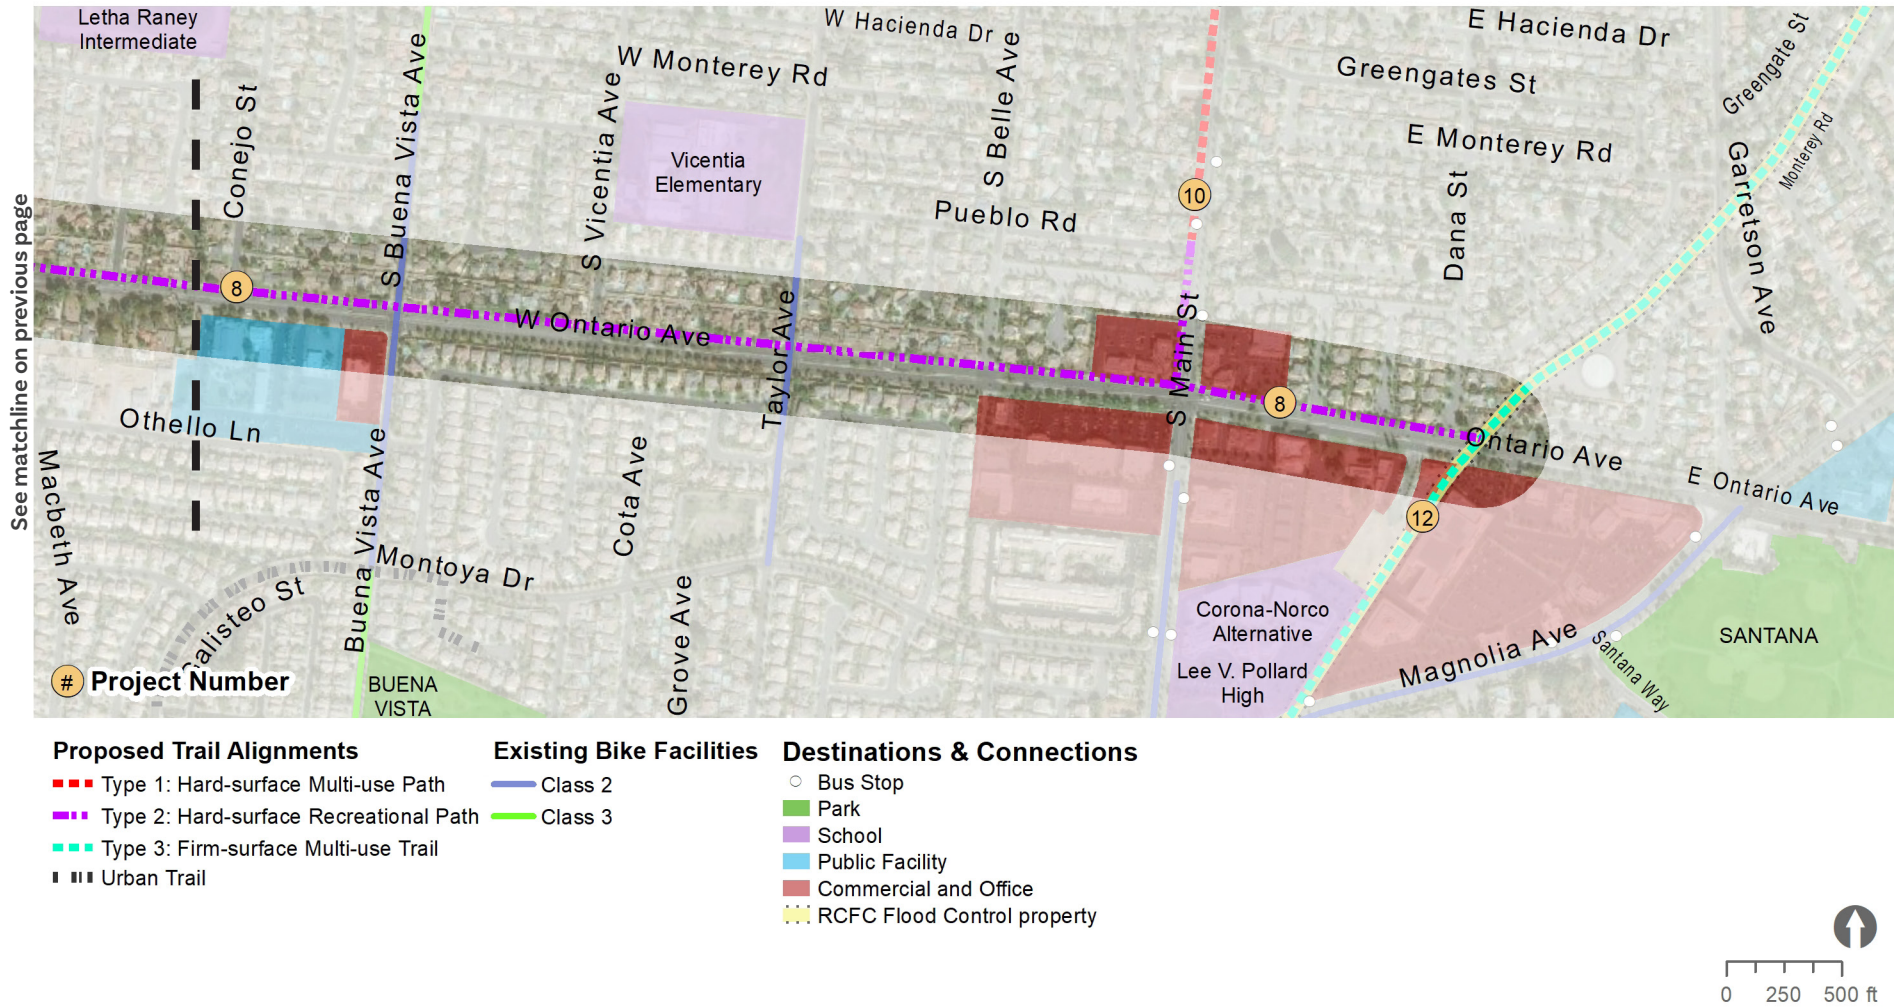 Letha Raney
Intermediate
W Hacienda Dr
E Hacienda Dr
Greengate St
W Monterey Rd
Greengates St
Conejo St
S Buena Vista Ave
S Vicentia Ave
S Belle Ave
E Monterey Rd
Monterey Rd
Vicentia
Elementary
10
Pueblo Rd
Dana St
Garretson Ave
See matchline on previous page
8
W Ontario Ave
Taylor Ave
S Main St
8
Ontario Ave
E Ontario Ave
Othello Ln
Macbeth Ave
Buena Vista Ave
Cota Ave
12
Montoya Dr
Calisteo St
Grove Ave
Corona-Norco
Alternative
Lee V. Pollard
High
Magnolia Ave
Santana Way
SANTANA
BUENA
VISTA
# Project Number
Proposed Trail Alignments
Type 1: Hard-surface Multi-use Path
Type 2: Hard-surface Recreational Path
Type 3: Firm-surface Multi-use Trail
Urban Trail
Existing Bike Facilities
Class 2
Class 3
Destinations & Connections
Bus Stop
Park
School
Public Facility
Commercial and Office
RCFC Flood Control property
0 250 500 ft